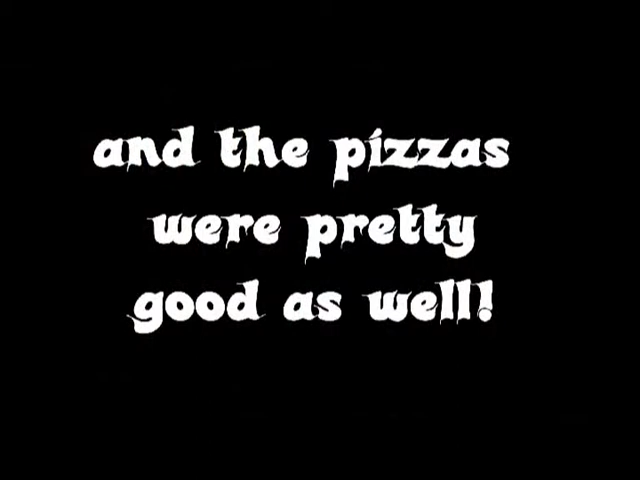 and the pizzas
were pretty
good as well!